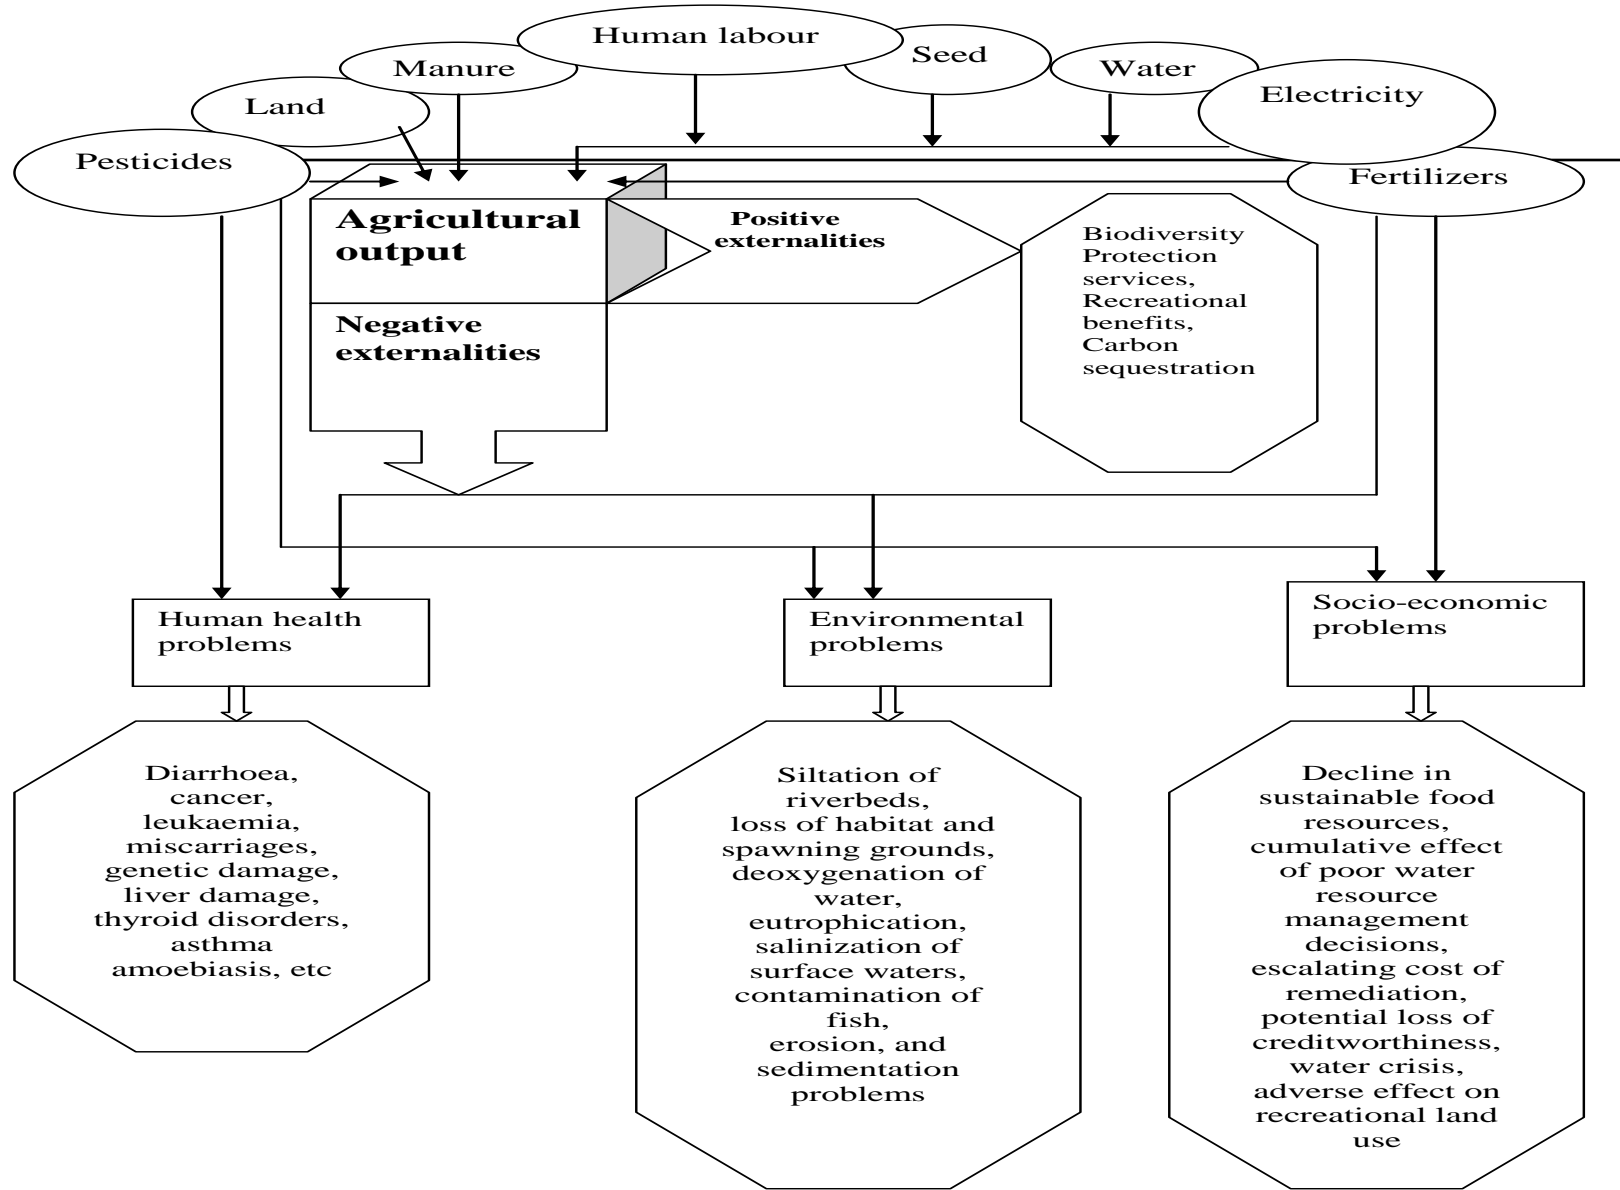 Human labour
Seed
Manure
Water
Electricity
Land
Pesticides
Fertilizers
Agricultural
output
Positive
externalities
Biodiversity
Protection
services,
Recreational
benefits,
Carbon
sequestration
Negative
externalities
Human health
problems
Environmental
problems
Socio-economic
problems
Diarrhoea,
cancer,
leukaemia,
miscarriages,
genetic damage,
liver damage,
thyroid disorders,
asthma
amoebiasis, etc
Siltation of
riverbeds,
loss of habitat and
spawning grounds,
deoxygenation of
water,
eutrophication,
salinization of
surface waters,
contamination of
fish,
erosion, and
sedimentation
problems
Decline in
sustainable food
resources,
cumulative effect
of poor water
resource
management
decisions,
escalating cost of
remediation,
potential loss of
creditworthiness,
water crisis,
adverse effect on
recreational land
use